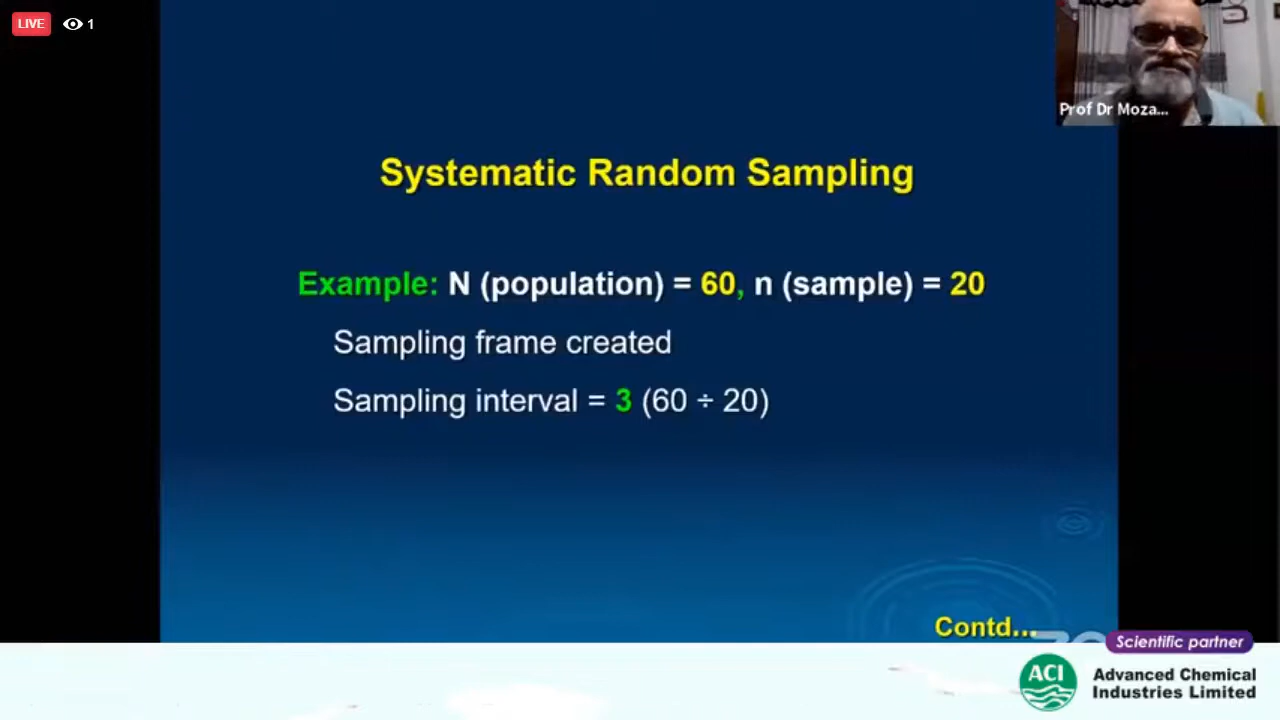 LIVE 1
Prof Dr Moza...
Systematic Random Sampling
Example: N (population) = 60, n (sample) = 20
Sampling frame created
Sampling interval = 3 (60 ÷ 20)
Contd...
Scientific partner
ACI
Advanced Chemical
Industries Limited